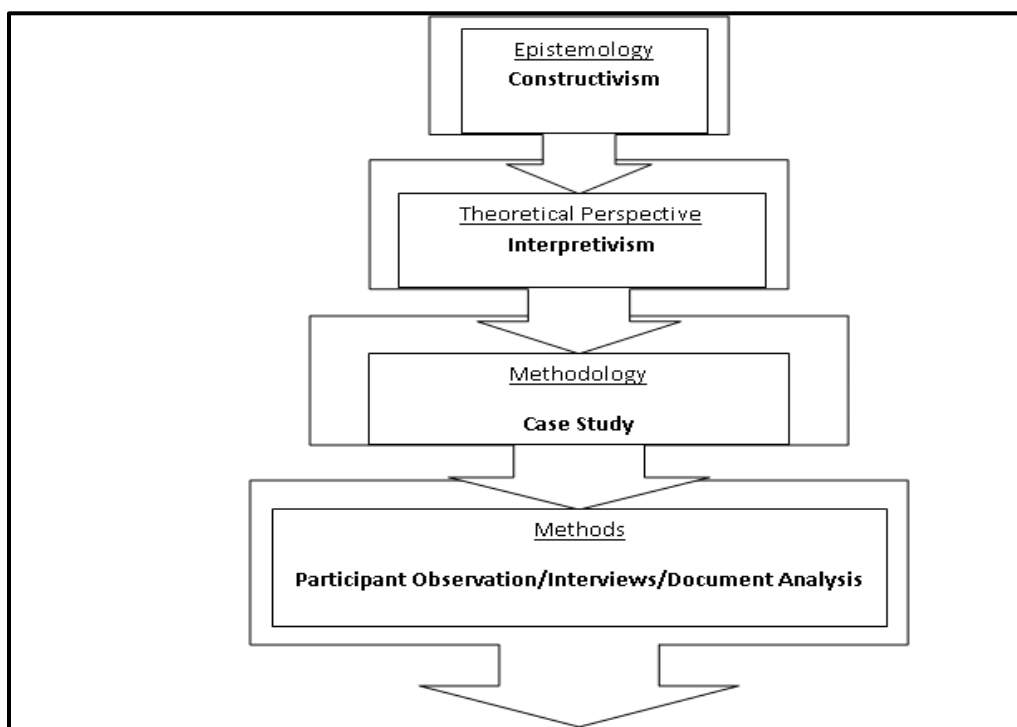 Epistemology
Constructivism
Theoretical Perspective
Interpretivism
Methodology
Case Study
Methods
Participant Observation/Interviews/Document Analysis